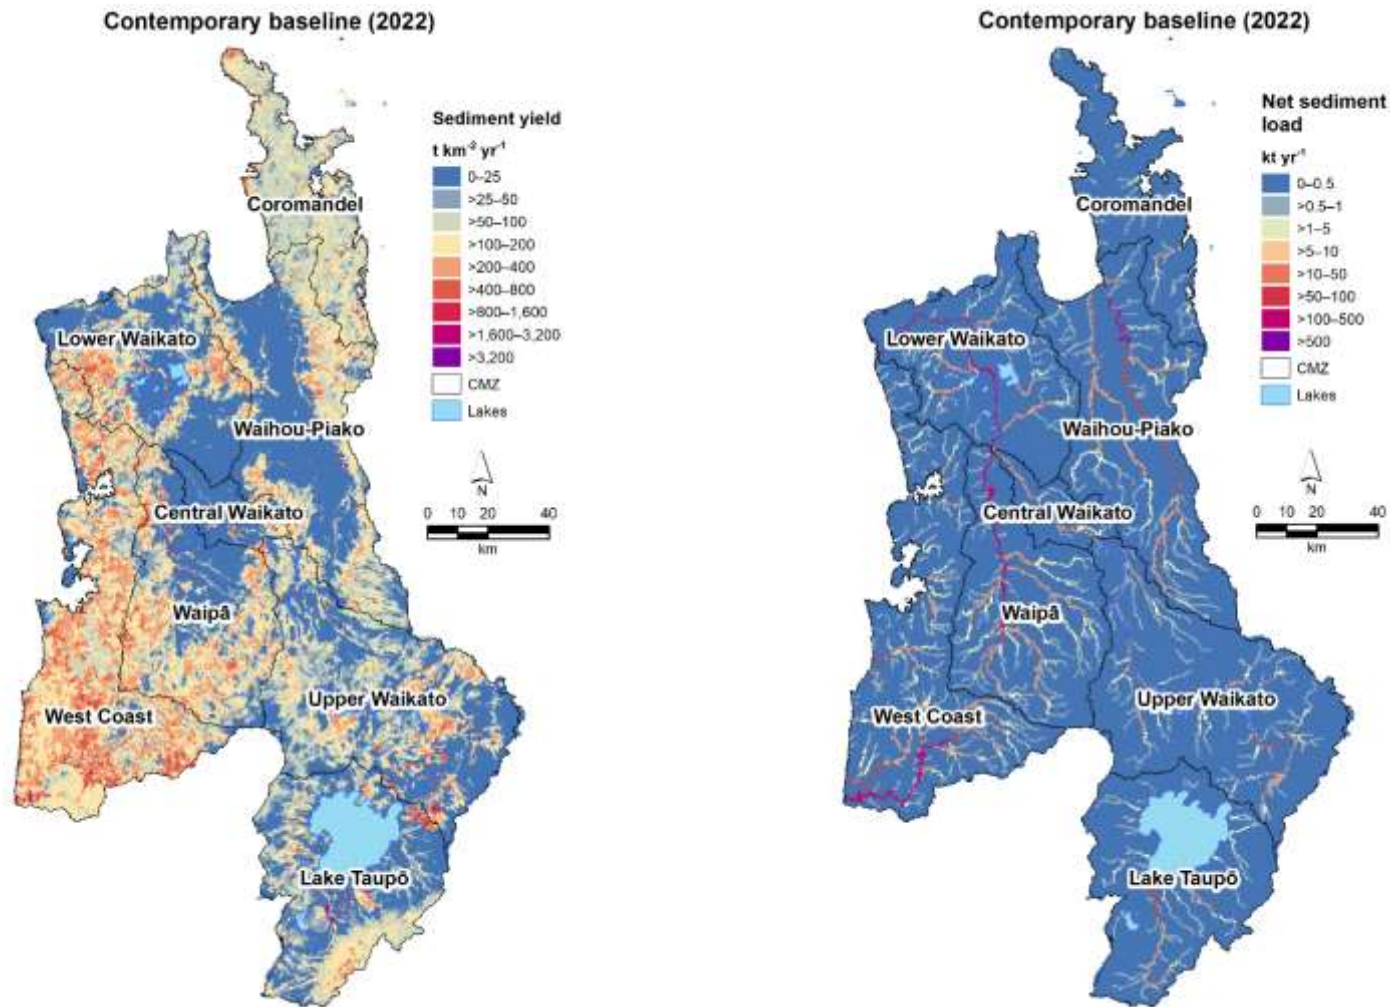 Contemporary baseline (2022)
Sediment yield
t km⁻² yr⁻¹
0–25
>25–50
>50–100
>100–200
>200–400
>400–800
>800–1,600
>1,600–3,200
>3,200
CMZ
Lakes
N
0 10 20 40
km
Coromandel
Lower Waikato
Waihou-Piako
Central Waikato
Waipā
Upper Waikato
West Coast
Lake Taupō
Contemporary baseline (2022)
Net sediment
load
kt yr⁻¹
0–0.5
>0.5–1
>1–5
>5–10
>10–50
>50–100
>100–500
>500
CMZ
Lakes
N
0 10 20 40
km
Coromandel
Lower Waikato
Waihou-Piako
Central Waikato
Waipā
Upper Waikato
West Coast
Lake Taupō